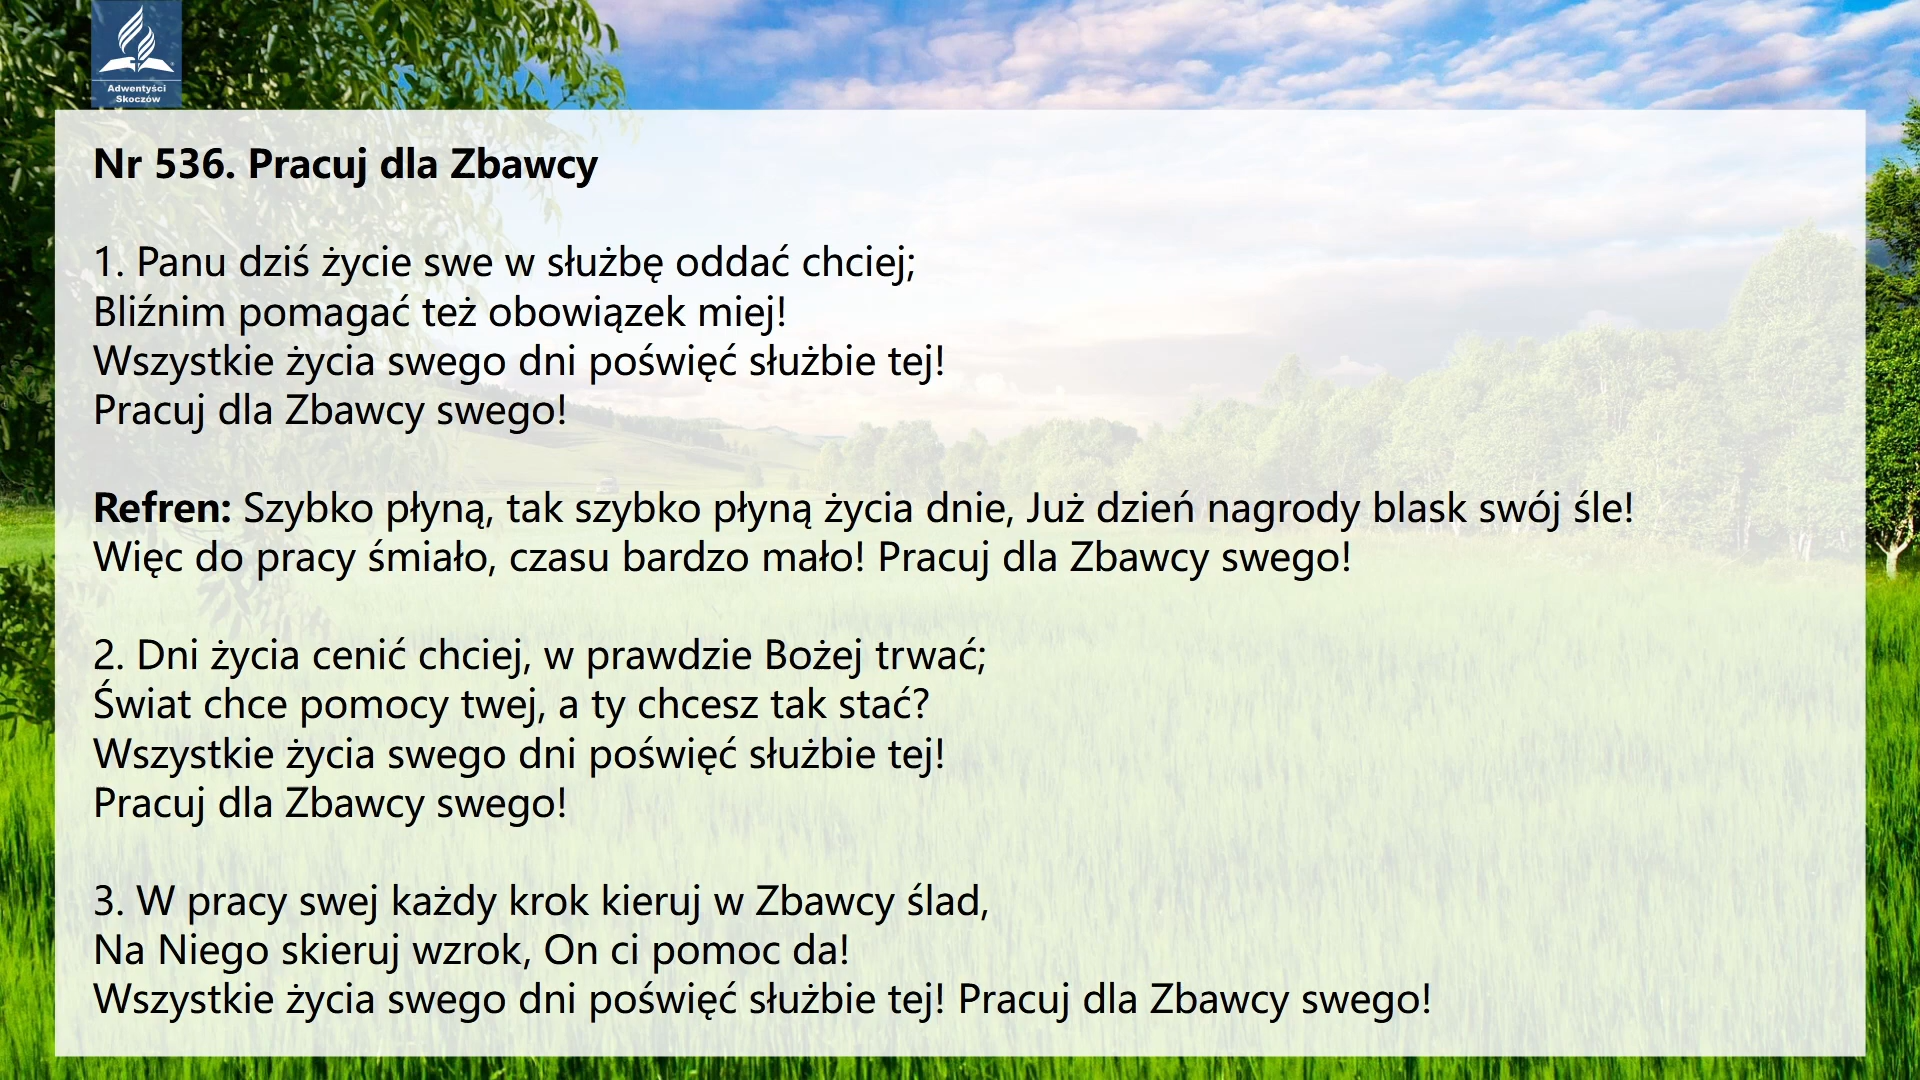 Adwentyści
Skoczów
Nr 536. Pracuj dla Zbawcy
1. Panu dziś życie swe w służbę oddać chciej;
Bliźnim pomagać też obowiązek miej!
Wszystkie życia swego dni poświęć służbie tej!
Pracuj dla Zbawcy swego!
Refren: Szybko płyną, tak szybko płyną życia dnie, Już dzień nagrody blask swój śle!
Więc do pracy śmiało, czasu bardzo mało! Pracuj dla Zbawcy swego!
2. Dni życia cenić chciej, w prawdzie Bożej trwać;
Świat chce pomocy twej, a ty chcesz tak stać?
Wszystkie życia swego dni poświęć służbie tej!
Pracuj dla Zbawcy swego!
3. W pracy swej każdy krok kieruj w Zbawcy ślad,
Na Niego skieruj wzrok, On ci pomoc da!
Wszystkie życia swego dni poświęć służbie tej! Pracuj dla Zbawcy swego!